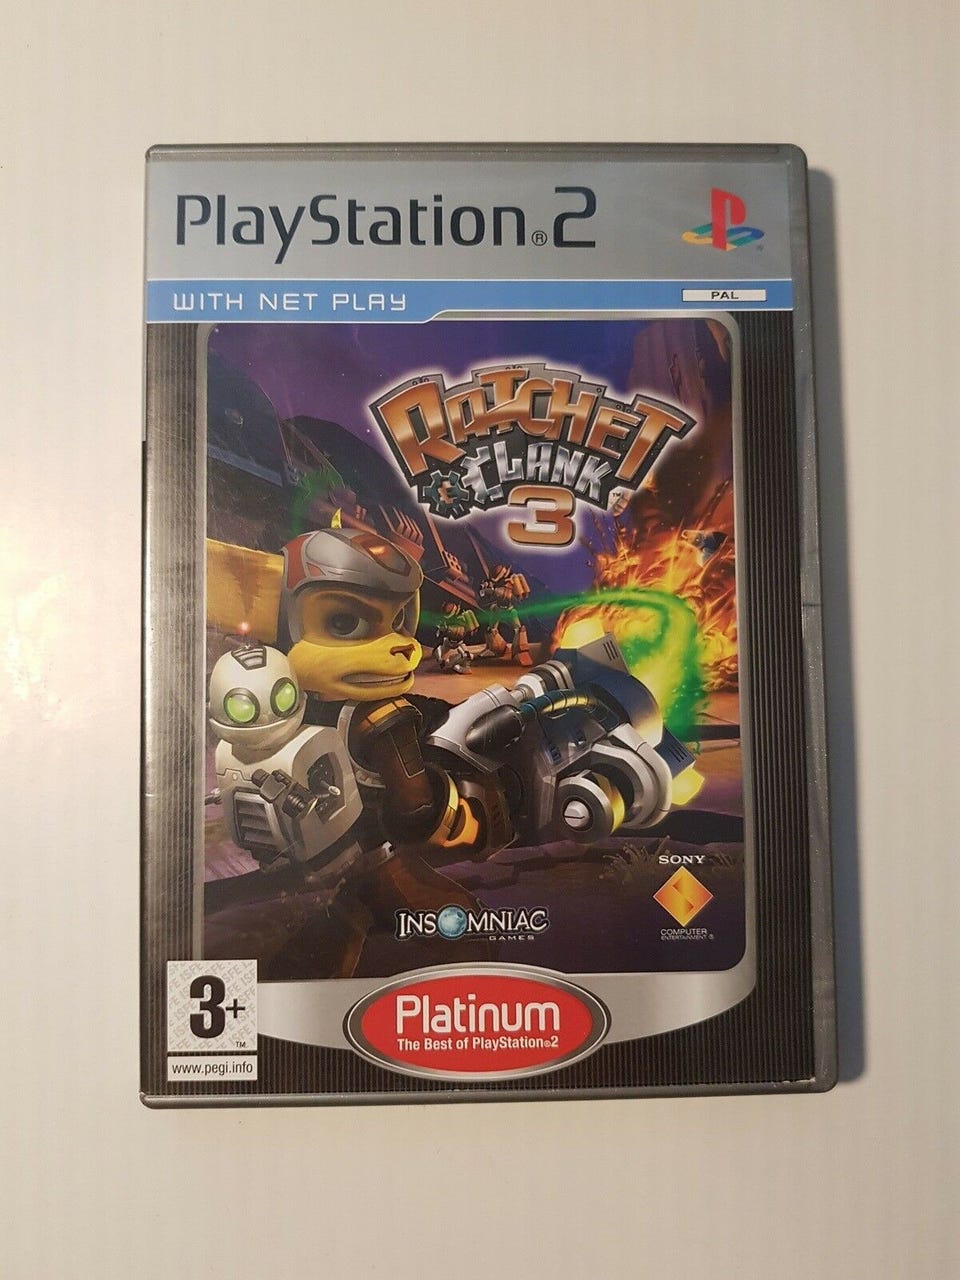 PlayStation®2
WITH NET PLAY
PAL
RATCHET
& CLANK
3
SONY
COMPUTER
ENTERTAINMENT ®
INSOMNIAC
GAMES
3+
TM
www.pegi.info
Platinum
The Best of PlayStation®2